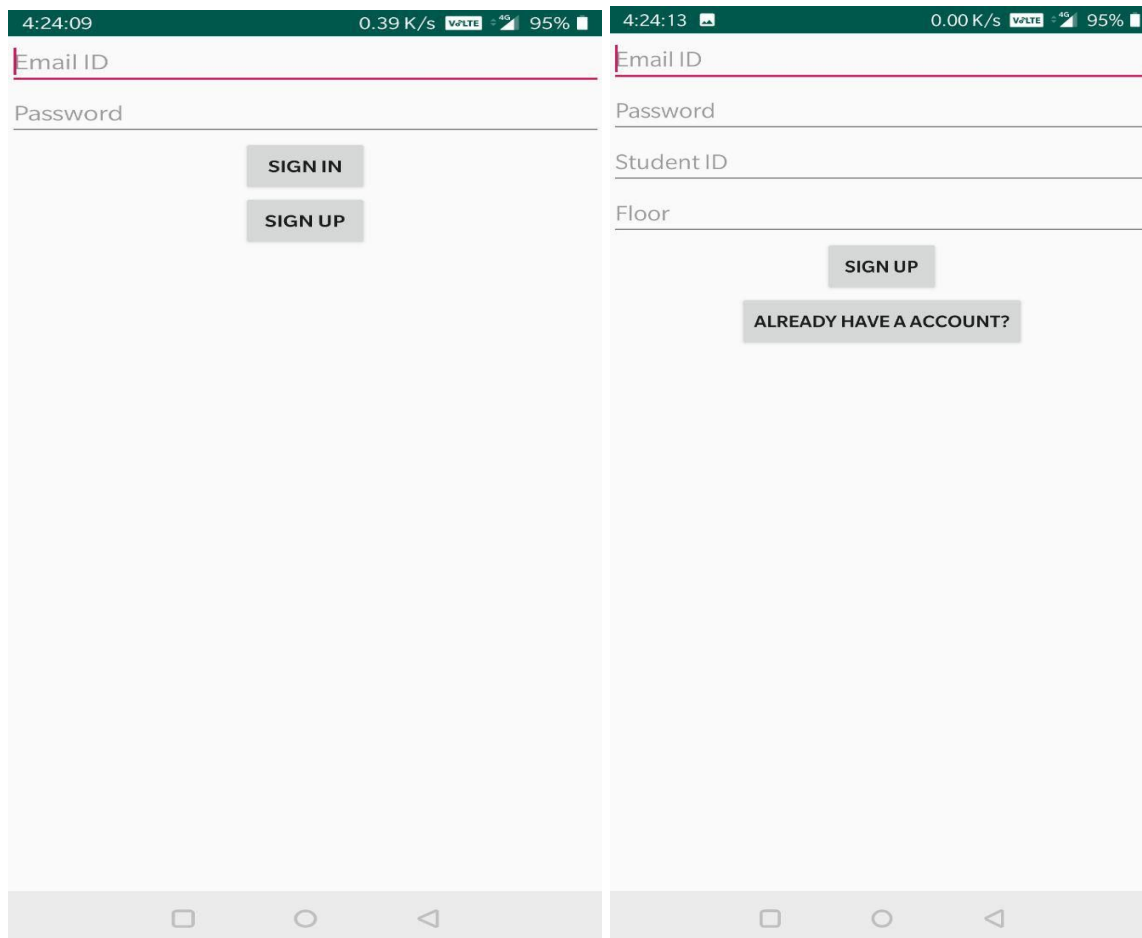 4:24:09 0.39 K/s VoLTE 4G 95%
Email ID
Password
SIGN IN
SIGN UP
4:24:13 0.00 K/s VoLTE 4G 95%
Email ID
Password
Student ID
Floor
SIGN UP
ALREADY HAVE A ACCOUNT?